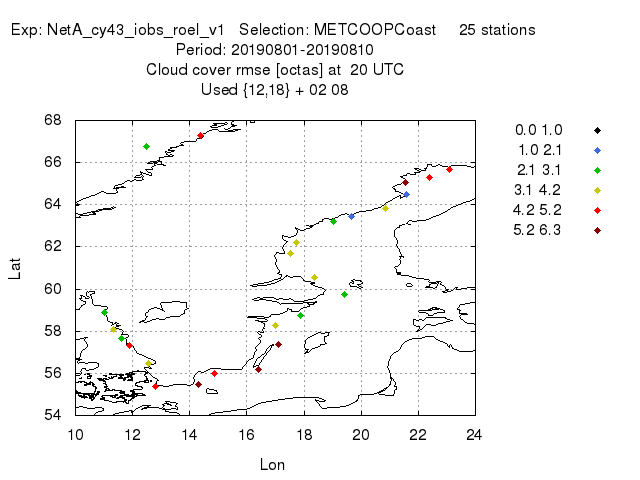 Exp: NetA_cy43_iobs_roel_v1 Selection: METCOOPCoast 25 stations
Period: 20190801-20190810
Cloud cover rmse [octas] at 20 UTC
Used {12,18} + 02 08
68
66
64
62
60
58
56
54
Lat
10 12 14 16 18 20 22 24
Lon
0.0 1.0
1.0 2.1
2.1 3.1
3.1 4.2
4.2 5.2
5.2 6.3